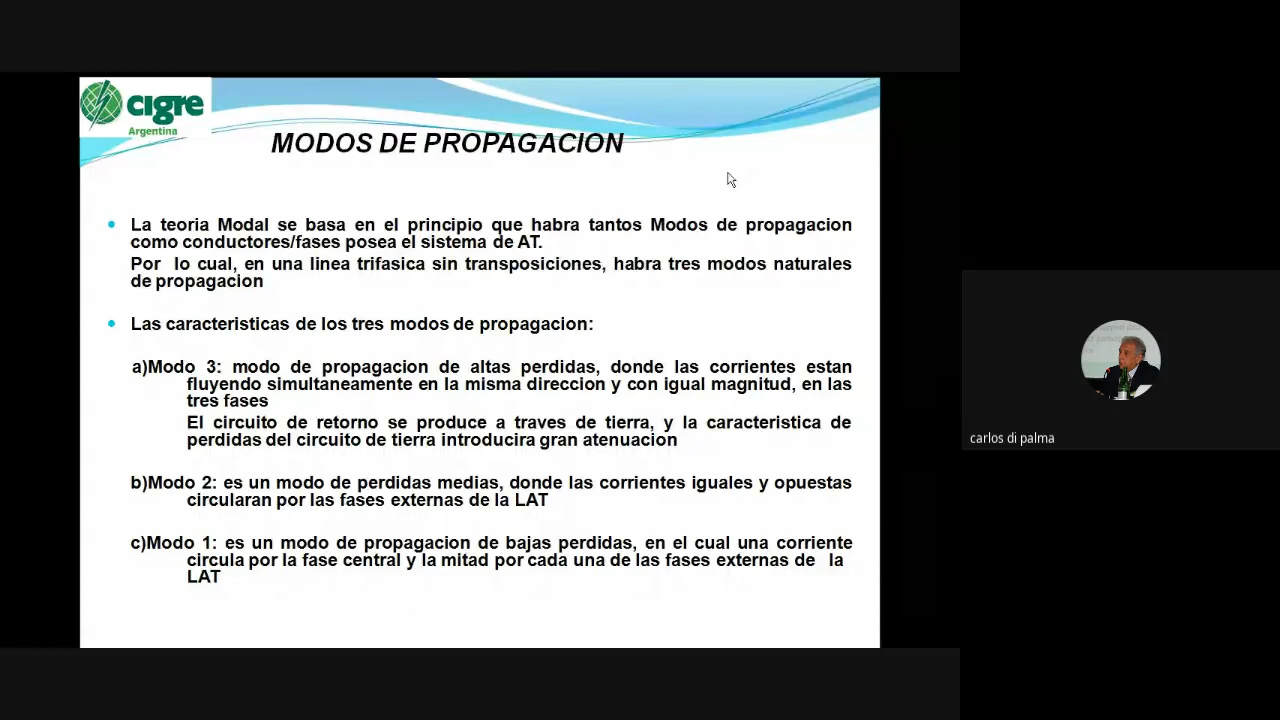 cigre
Argentina
MODOS DE PROPAGACION
La teoria Modal se basa en el principio que habra tantos Modos de propagacion
como conductores/fases posea el sistema de AT.
Por lo cual, en una linea trifasica sin transposiciones, habra tres modos naturales
de propagacion
Las caracteristicas de los tres modos de propagacion:
a)Modo 3: modo de propagacion de altas perdidas, donde las corrientes estan
fluyendo simultaneamente en la misma direccion y con igual magnitud, en las
tres fases
El circuito de retorno se produce a traves de tierra, y la caracteristica de
perdidas del circuito de tierra introducira gran atenuacion
b)Modo 2: es un modo de perdidas medias, donde las corrientes iguales y opuestas
circularan por las fases externas de la LAT
c)Modo 1: es un modo de propagacion de bajas perdidas, en el cual una corriente
circula por la fase central y la mitad por cada una de las fases externas de la
LAT
carlos di palma